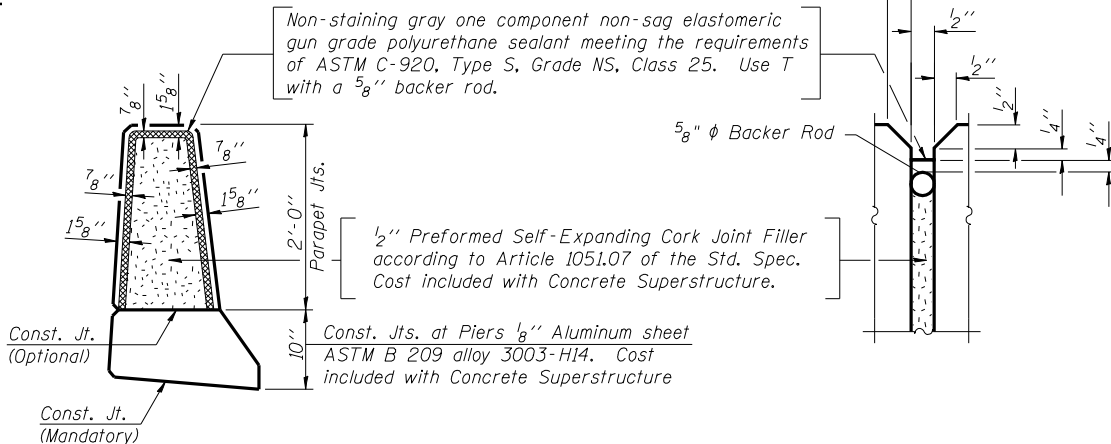 Non-staining gray one component non-sag elastomeric
gun grade polyurethane sealant meeting the requirements
of ASTM C-920, Type S, Grade NS, Class 25. Use T
with a 5/8" backer rod.
1/2"
1/2"
1/2"
1/4"
1/4"
5/8" φ Backer Rod
7/8"
1 5/8"
7/8"
7/8"
1 5/8"
1 5/8"
2'-0"
Parapet Jts.
1/2" Preformed Self-Expanding Cork Joint Filler
according to Article 1051.07 of the Std. Spec.
Cost included with Concrete Superstructure.
Const. Jt.
(Optional)
10"
Const. Jts. at Piers 1/8" Aluminum sheet
ASTM B 209 alloy 3003-H14. Cost
included with Concrete Superstructure
Const. Jt.
(Mandatory)